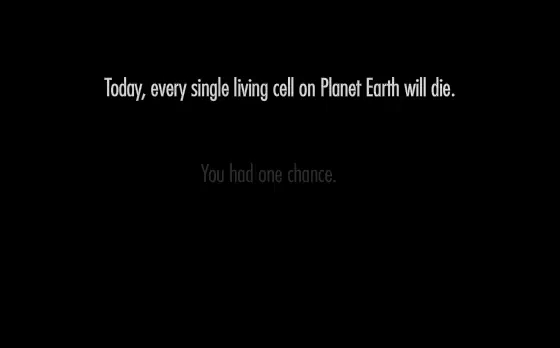 Today, every single living cell on Planet Earth will die.
You had one chance.